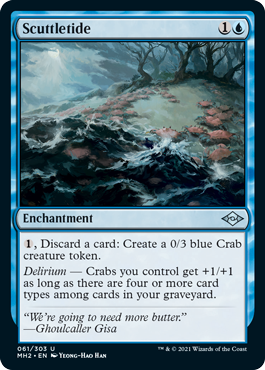 Scuttletide 1
Enchantment
1, Discard a card: Create a 0/3 blue Crab
creature token.
Delirium — Crabs you control get +1/+1
as long as there are four or more card
types among cards in your graveyard.
“We’re going to need more butter.”
—Ghoulcaller Gisa
061/303 U
MH2 • EN Yeong-Hao Han
™ & © 2021 Wizards of the Coast